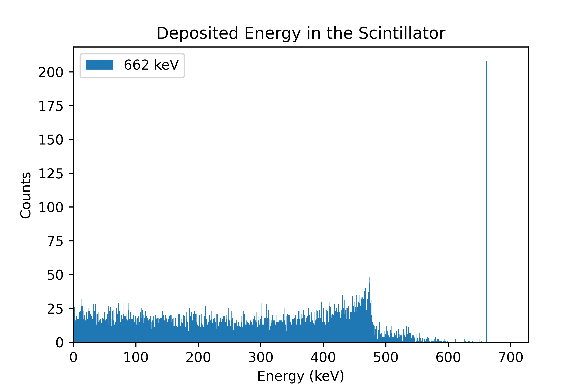 Deposited Energy in the Scintillator
662 keV
Counts
200
175
150
125
100
75
50
25
0
0 100 200 300 400 500 600 700
Energy (keV)